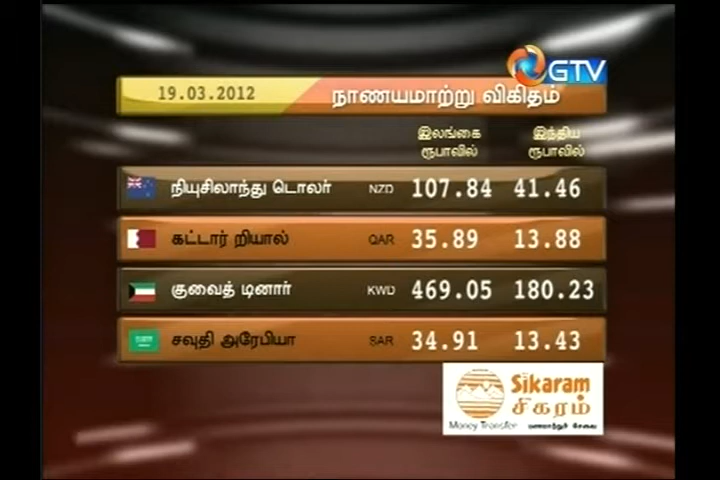 GTV
19.03.2012 நாணயமாற்று விகிதம்
இலங்கை ரூபாவில்
இந்திய ரூபாவில்
நியுசிலாந்து டொலர் NZD 107.84 41.46
கட்டார் றியால் QAR 35.89 13.88
குவைத் டினார் KWD 469.05 180.23
சவுதி அரேபியா SAR 34.91 13.43
Sikaram
சிகரம்
Money Transfer பணமாற்றுச் சேவை